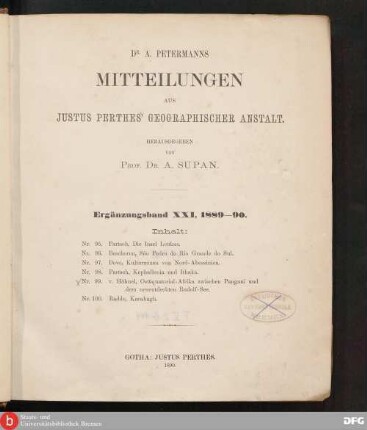 Dr. A. PETERMANNS
MITTEILUNGEN
AUS
JUSTUS PERTHES' GEOGRAPHISCHER ANSTALT.
HERAUSGEGEBEN
VON
PROF. DR. A. SUPAN.
Ergänzungsband XXI, 1889—90.
Inhalt:
Nr. 95. Partsch, Die Insel Leukas.
Nr. 96. Beschoren, São Pedro do Rio Grande do Sul.
Nr. 97. Dove, Kulturzonen von Nord-Abessinien.
Nr. 98. Partsch, Kephallenia und Ithaka.
Nr. 99. v. Höhnel, Ostäquatorial-Afrika zwischen Pangani und
dem neuentdeckten Rudolf-See.
Nr. 100. Radde, Karabagh.
GOTHA: JUSTUS PERTHES.
1890.
Staats- und
Universitätsbibliothek Bremen
DFG